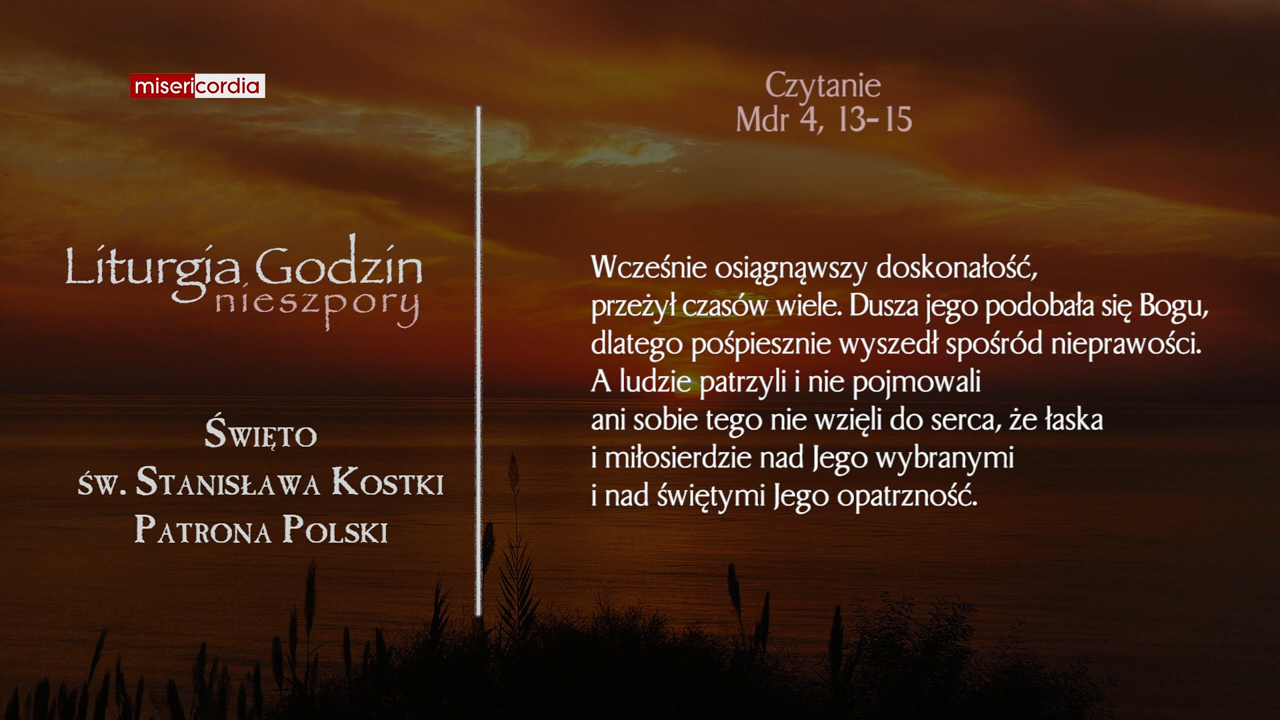 misericordia
Liturgia Godzin
nieszpory
Święto
św. Stanisława Kostki
Patrona Polski
Czytanie
Mdr 4, 13-15
Wcześnie osiągnąwszy doskonałość,
przeżył czasów wiele. Dusza jego podobała się Bogu,
dlatego pośpiesznie wyszedł spośród nieprawości.
A ludzie patrzyli i nie pojmowali
ani sobie tego nie wzięli do serca, że łaska
i miłosierdzie nad Jego wybranymi
i nad świętymi Jego opatrzność.